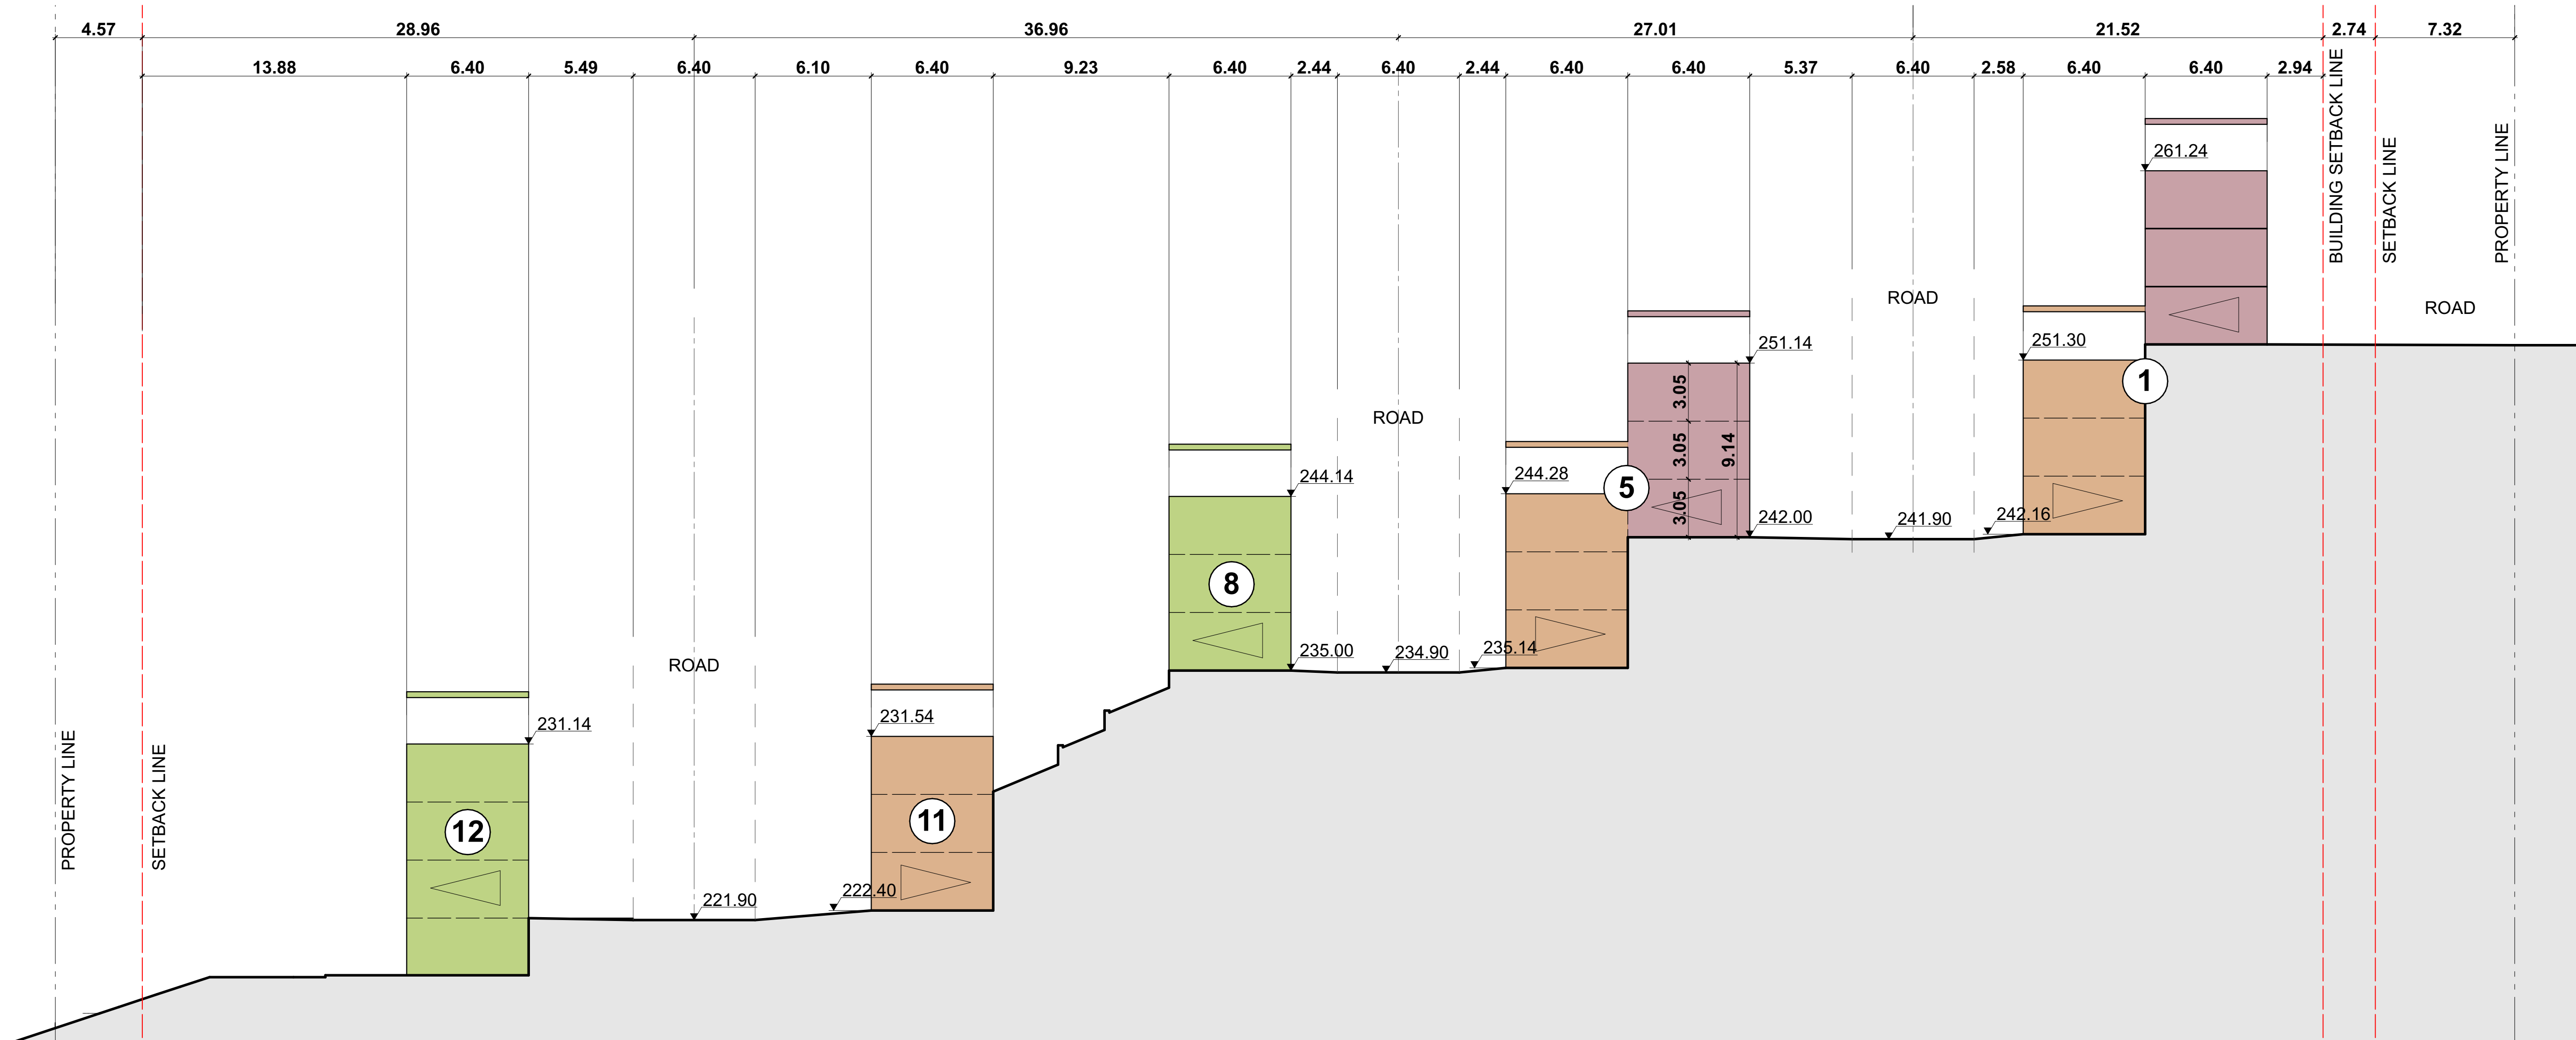 4.57 28.96 36.96 27.01 21.52 2.74 7.32
13.88 6.40 5.49 6.40 6.10 6.40 9.23 6.40 2.44 6.40 2.44 6.40 6.40 5.37 6.40 2.58 6.40 6.40 2.94
BUILDING SETBACK LINE
SETBACK LINE
PROPERTY LINE
261.24
ROAD
ROAD
251.30
251.14
1
3.05
3.05
3.05
9.14
ROAD
244.28
244.14
5
242.00
241.90
242.16
8
235.00
234.90
235.14
ROAD
231.54
231.14
PROPERTY LINE
SETBACK LINE
12
11
222.40
221.90